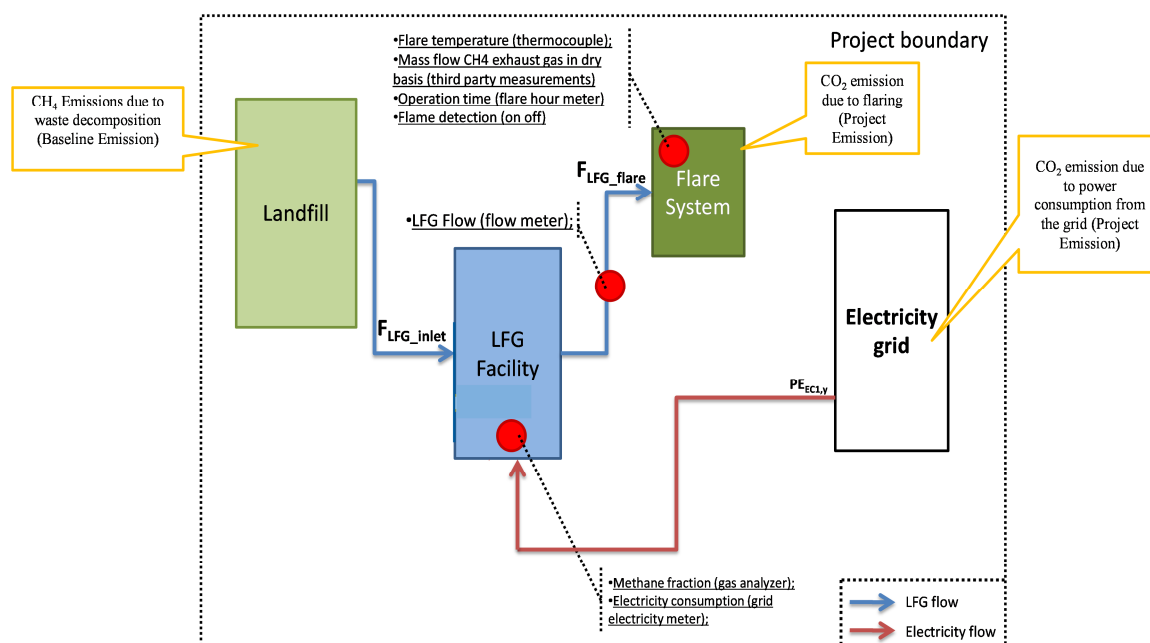 Project boundary
•Flare temperature (thermocouple);
•Mass flow CH4 exhaust gas in dry
basis (third party measurements)
•Operation time (flare hour meter)
•Flame detection (on off)
CH₄ Emissions due to
waste decomposition
(Baseline Emission)
CO₂ emission
due to flaring
(Project
Emission)
CO₂ emission due
to power
consumption from
the grid (Project
Emission)
Landfill
F_LFG_flare
Flare
System
•LFG Flow (flow meter);
F_LFG_inlet
LFG
Facility
Electricity
grid
PE_EC1,y
•Methane fraction (gas analyzer);
•Electricity consumption (grid
electricity meter);
LFG flow
Electricity flow